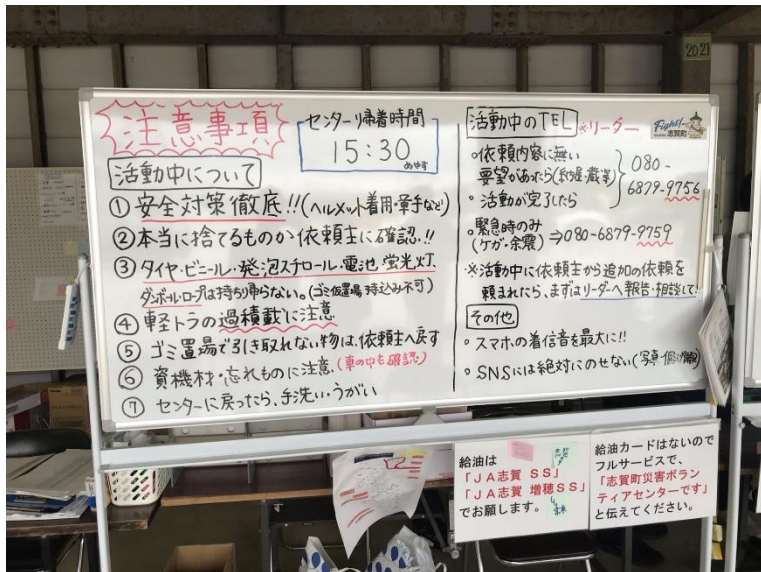 注意事項
センター帰着時間
15:30
めやす
活動中について
① 安全対策徹底!!(ヘルメット着用・軍手など)
② 本当に捨てるものか依頼主に確認!!
③ タイヤ・ビニール・発泡スチロール・電池・蛍光灯
ダンボール・ロープは持ち帰らない。(ゴミ仮置場 持込み不可)
④ 軽トラの過積載に注意
⑤ ゴミ置場で引き取れない物は、依頼主へ戻す
⑥ 資機材・忘れものに注意.(車の中も確認)
⑦ センターに戻ったら、手洗い・うがい
活動中のTEL ※リーダー
Fight!
志賀町
○依頼内容に無い
要望があったら(納屋・蔵等)
○活動が完了したら
080-
6879-9756
○緊急時のみ
(ケガ・余震) ⇒080-6879-9759
※活動中に依頼主から追加の依頼を
頼まれたら、まずはリーダーへ報告・相談して!
その他
○スマホの着信音を最大に!!
○SNSには絶対にのせない(写真・個人情報)
2021
給油は
「JA志賀 SS」
「JA志賀 増穂SS」
でお願します。
給油カードはないので
フルサービスで、
「志賀町災害ボラン
ティアセンターです」
と伝えてください。